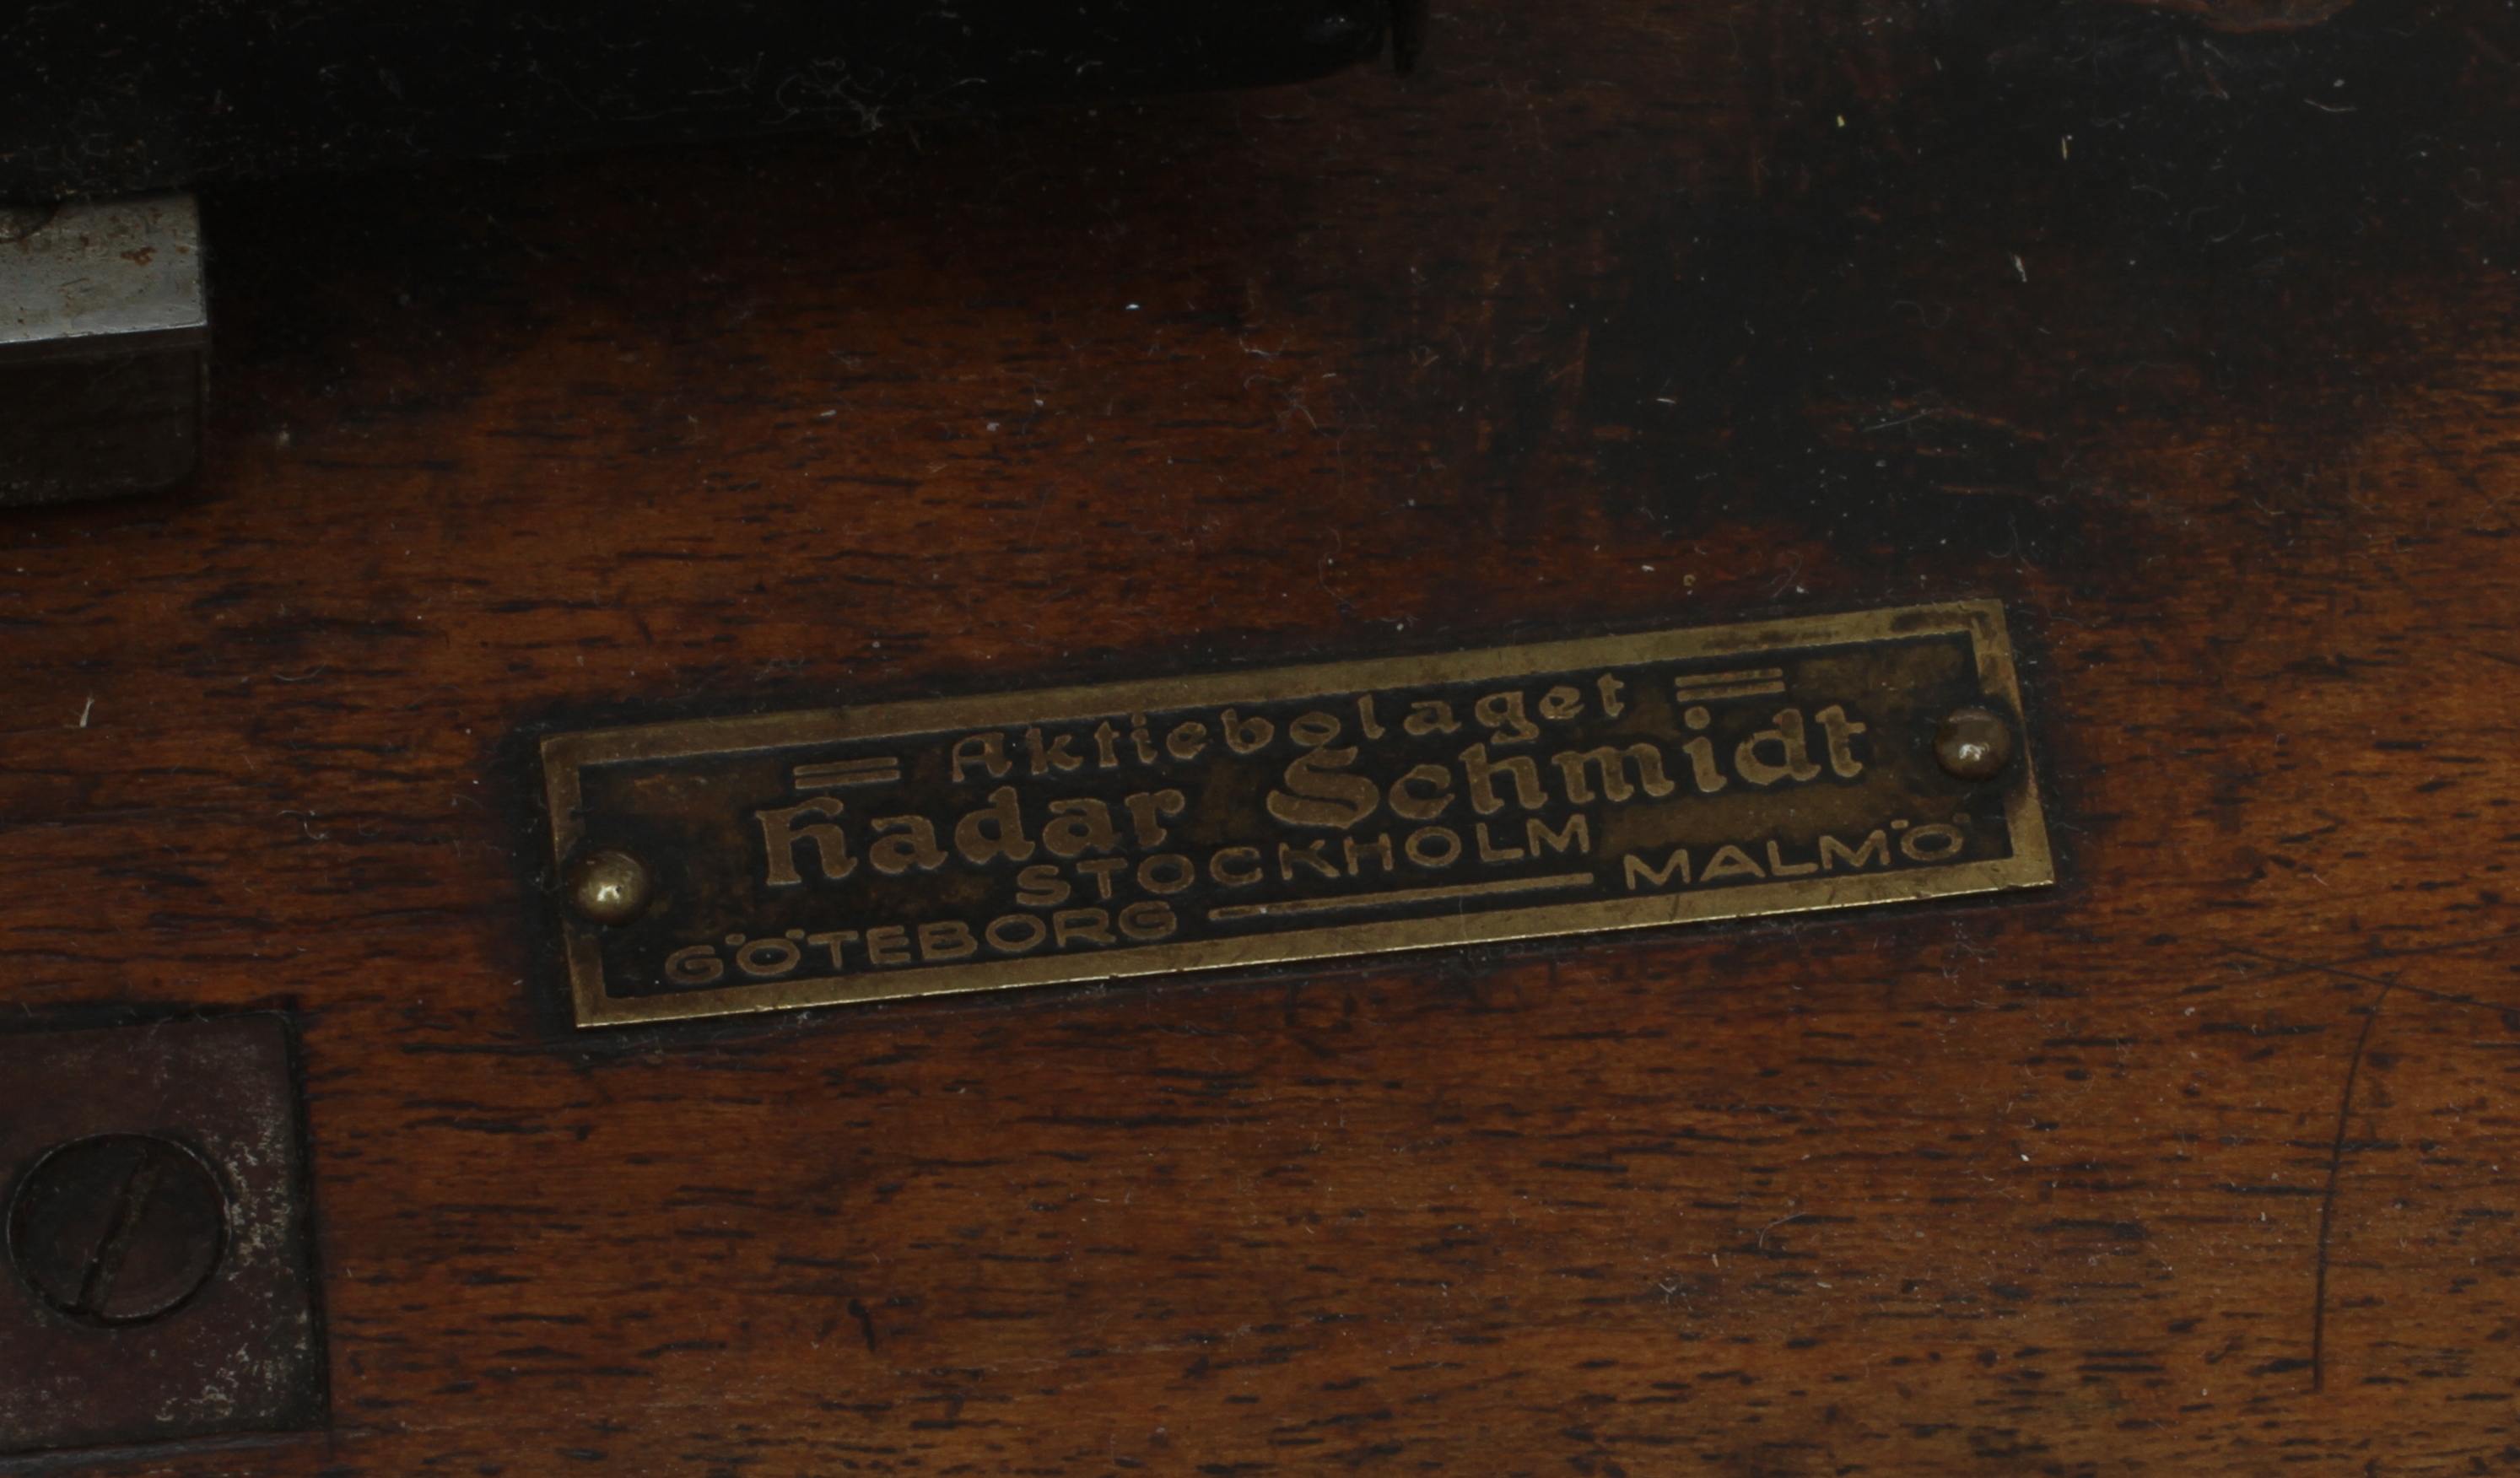 Aktiebolaget
Hadar Schmidt
STOCKHOLM
GÖTEBORG MALMÖ